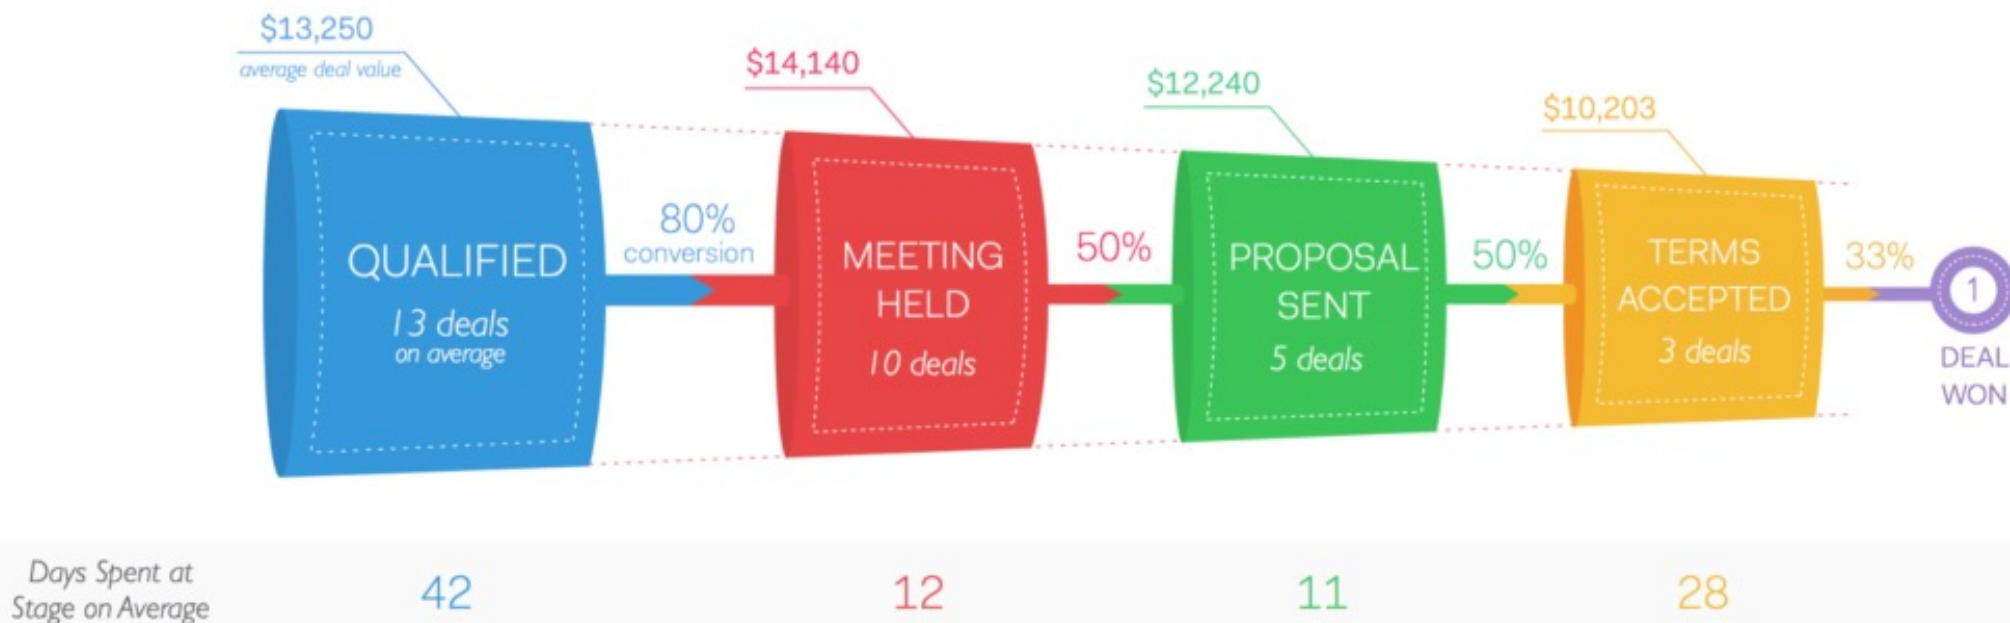 $13,250
average deal value
$14,140
$12,240
$10,203
QUALIFIED
13 deals
on average
80%
conversion
MEETING
HELD
10 deals
50%
PROPOSAL
SENT
5 deals
50%
TERMS
ACCEPTED
3 deals
33%
1
DEAL
WON
Days Spent at
Stage on Average
42
12
11
28